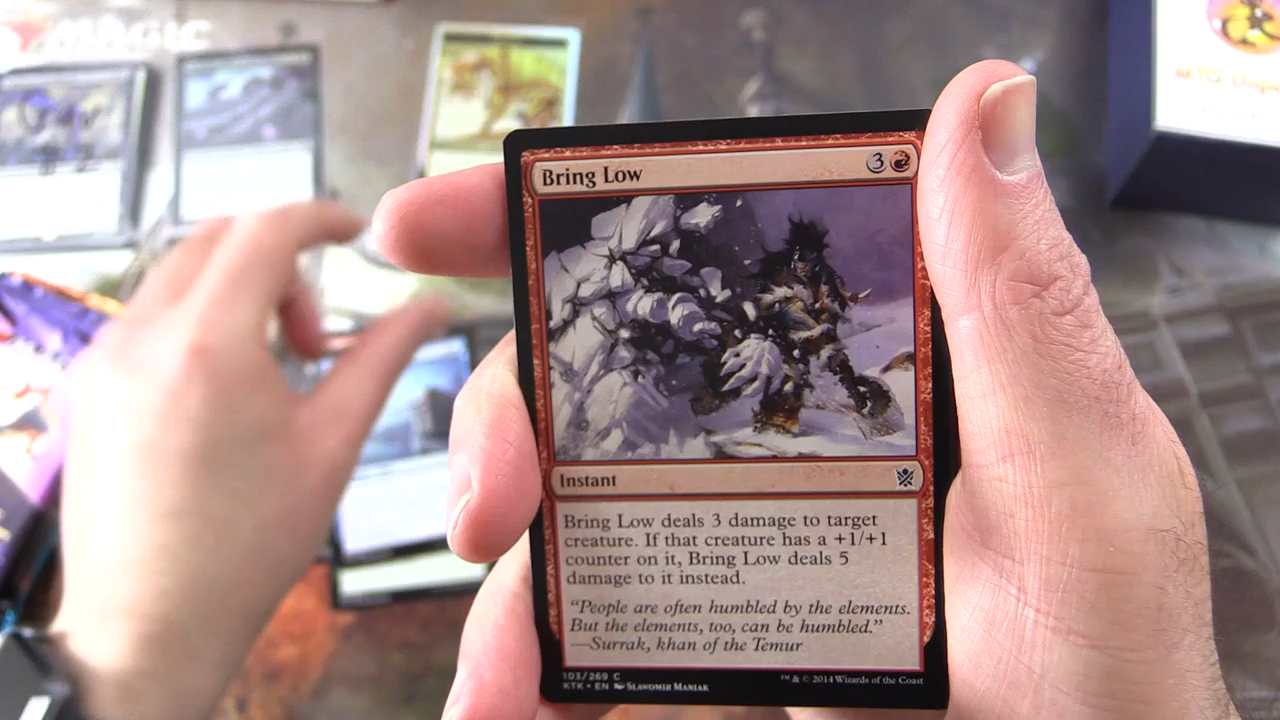 MAGIC
Bring Low
3
Instant
Bring Low deals 3 damage to target
creature. If that creature has a +1/+1
counter on it, Bring Low deals 5
damage to it instead.
"People are often humbled by the elements.
But the elements, too, can be humbled."
—Surrak, khan of the Temur
103/269 C
KTK • EN Slawomir Maniak
™ & © 2014 Wizards of the Coast
MTG